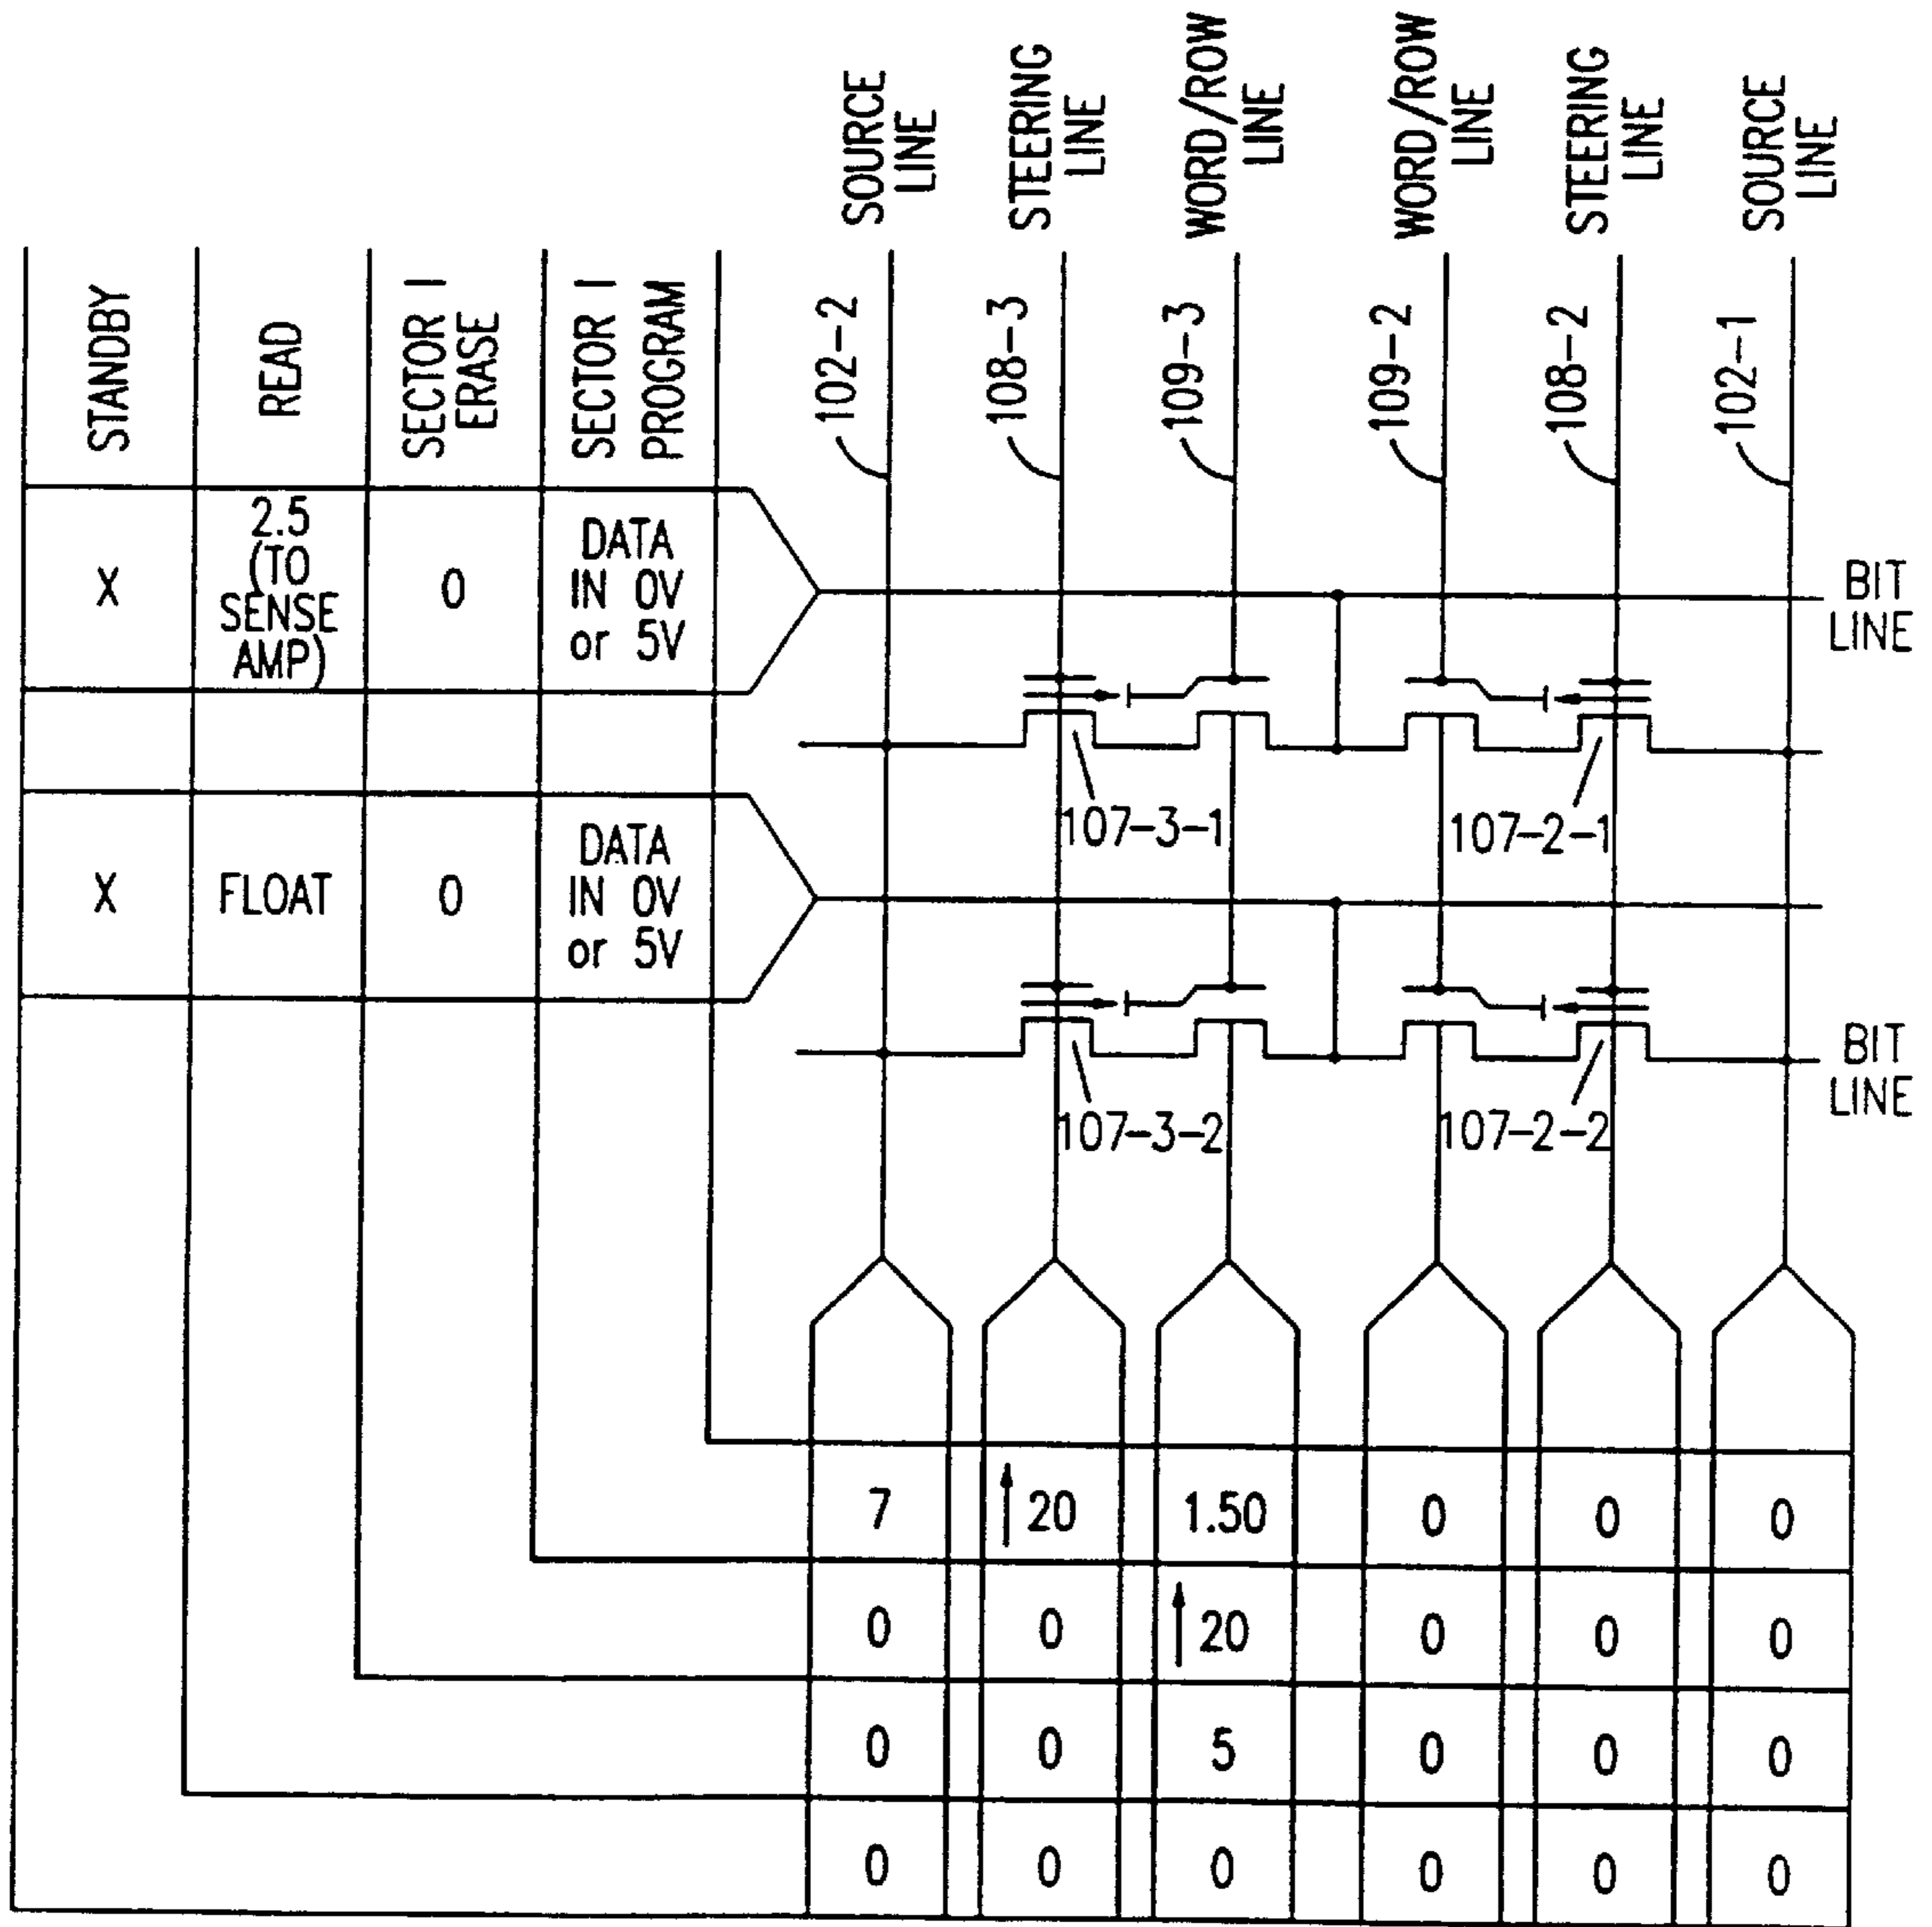 SOURCE
LINE
STEERING
LINE
WORD/ROW
LINE
WORD/ROW
LINE
STEERING
LINE
SOURCE
LINE
STANDBY
READ
SECTOR 1
ERASE
SECTOR 1
PROGRAM
102-2
108-3
109-3
109-2
108-2
102-1
X
2.5
(TO
SENSE
AMP)
0
DATA
IN 0V
or 5V
BIT
LINE
107-3-1
107-2-1
X
FLOAT
0
DATA
IN 0V
or 5V
BIT
LINE
107-3-2
107-2-2
7 20 1.50 0 0 0
0 0 20 0 0 0
0 0 5 0 0 0
0 0 0 0 0 0